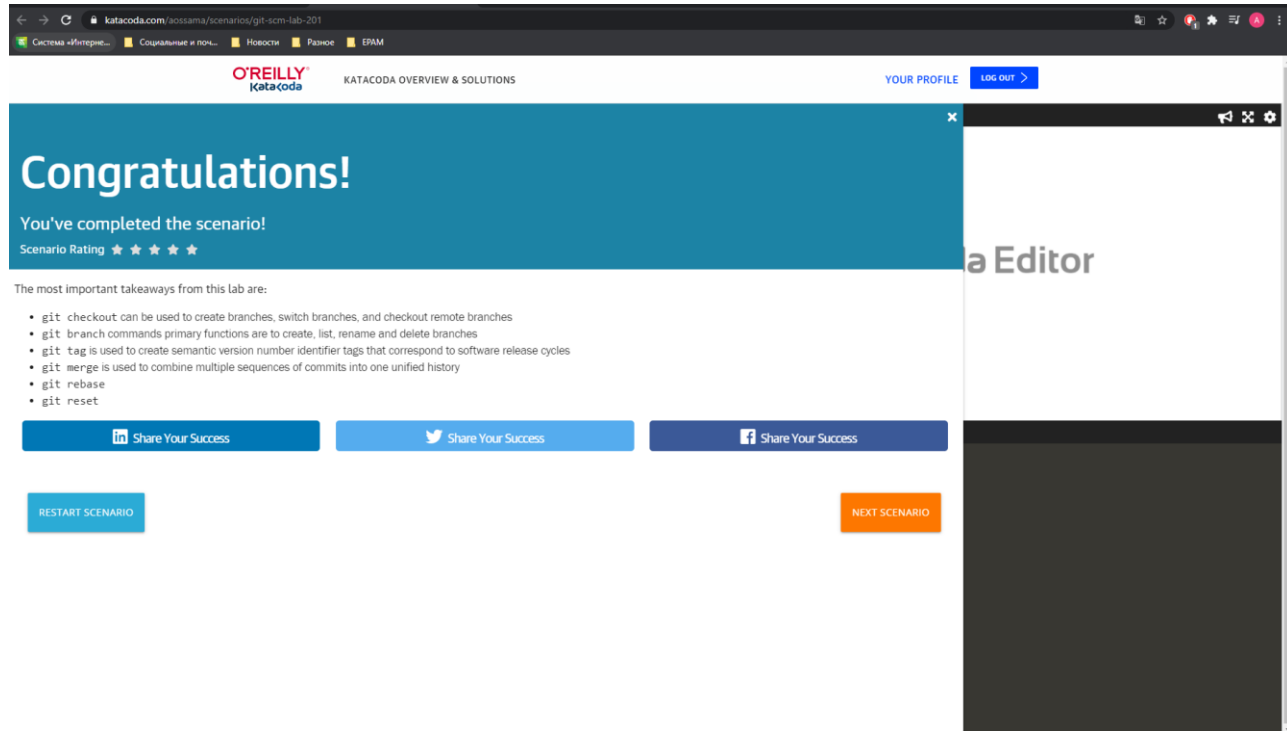 katacoda.com/aossama/scenarios/git-scm-lab-201
Система «Интерне... Социальные и поч... Новости Разное EPAM
O'REILLY®
Katacoda
KATACODA OVERVIEW & SOLUTIONS
YOUR PROFILE
LOG OUT
Congratulations!
You've completed the scenario!
Scenario Rating
a Editor
The most important takeaways from this lab are:
• git checkout can be used to create branches, switch branches, and checkout remote branches
• git branch commands primary functions are to create, list, rename and delete branches
• git tag is used to create semantic version number identifier tags that correspond to software release cycles
• git merge is used to combine multiple sequences of commits into one unified history
• git rebase
• git reset
in Share Your Success
Share Your Success
f Share Your Success
RESTART SCENARIO
NEXT SCENARIO